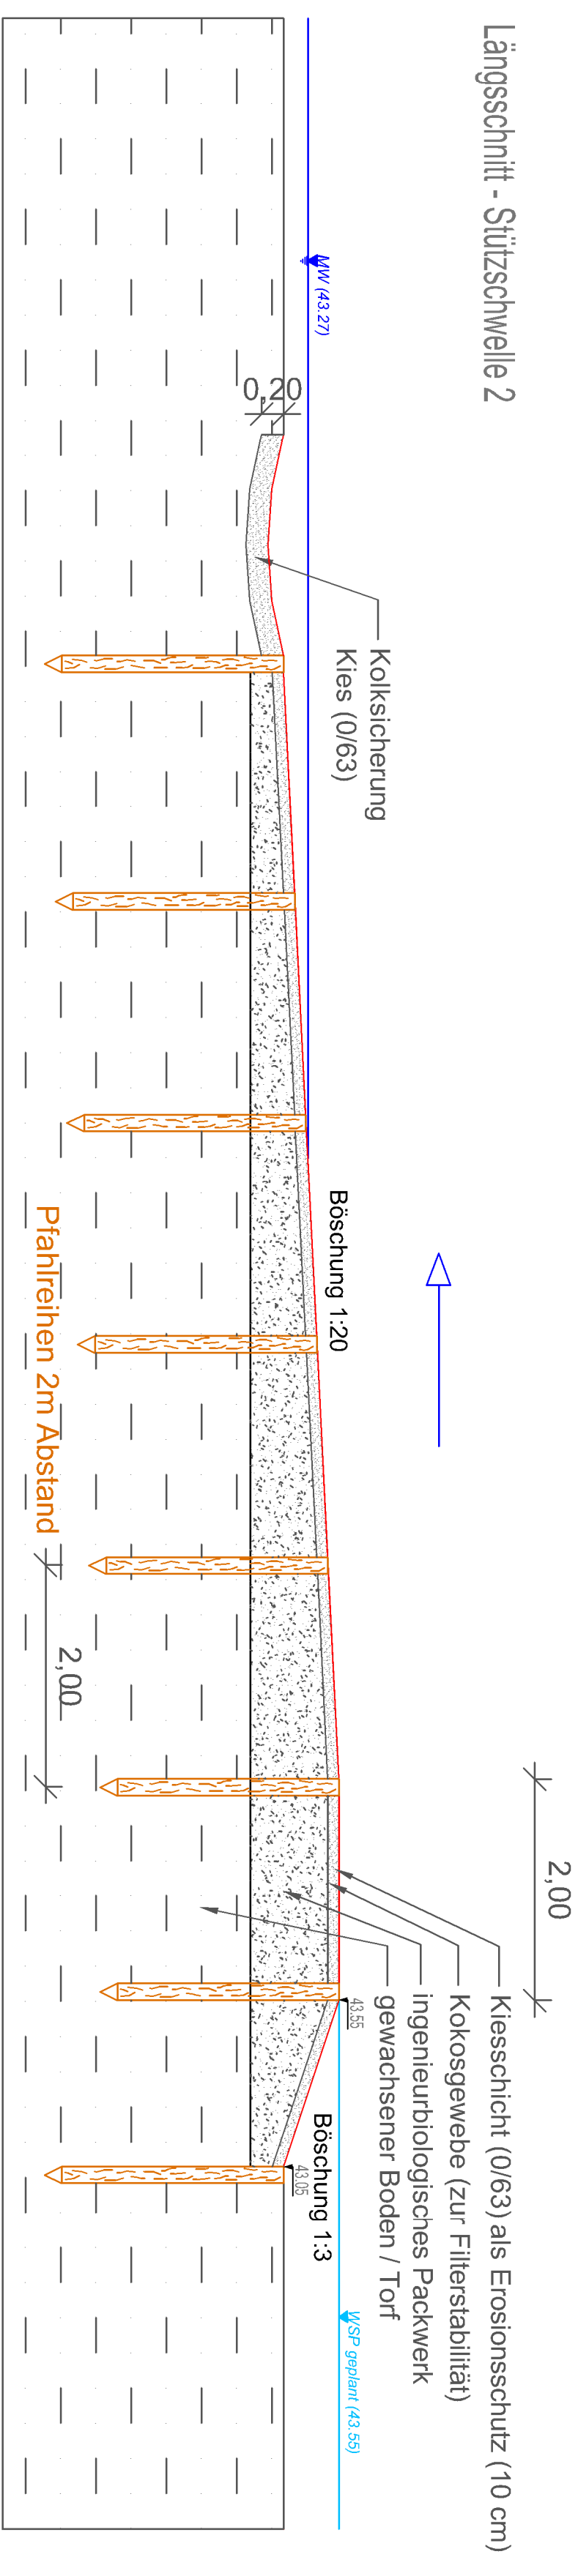 Längsschnitt - Stützschwelle 2
MW (43.27)
0,20
Kolksicherung
Kies (0/63)
Böschung 1:20
Pfahlreihen 2m Abstand
2,00
2,00
Kiesschicht (0/63) als Erosionsschutz (10 cm)
Kokosgewebe (zur Filterstabilität)
ingenieurbiologisches Packwerk
gewachsener Boden / Torf
43.55
43.05
Böschung 1:3
WSP geplant (43.55)